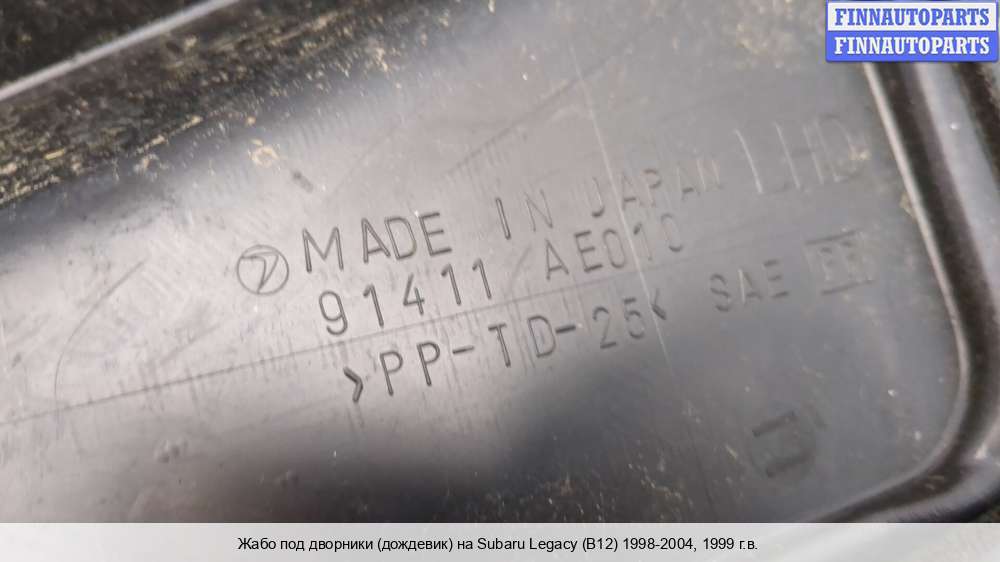 FINNAUTOPARTS
FINNAUTOPARTS
MADE IN JAPAN LHD
91411 AE010
>PP-TD-25< SAE
Жабо под дворники (дождевик) на Subaru Legacy (B12) 1998-2004, 1999 г.в.